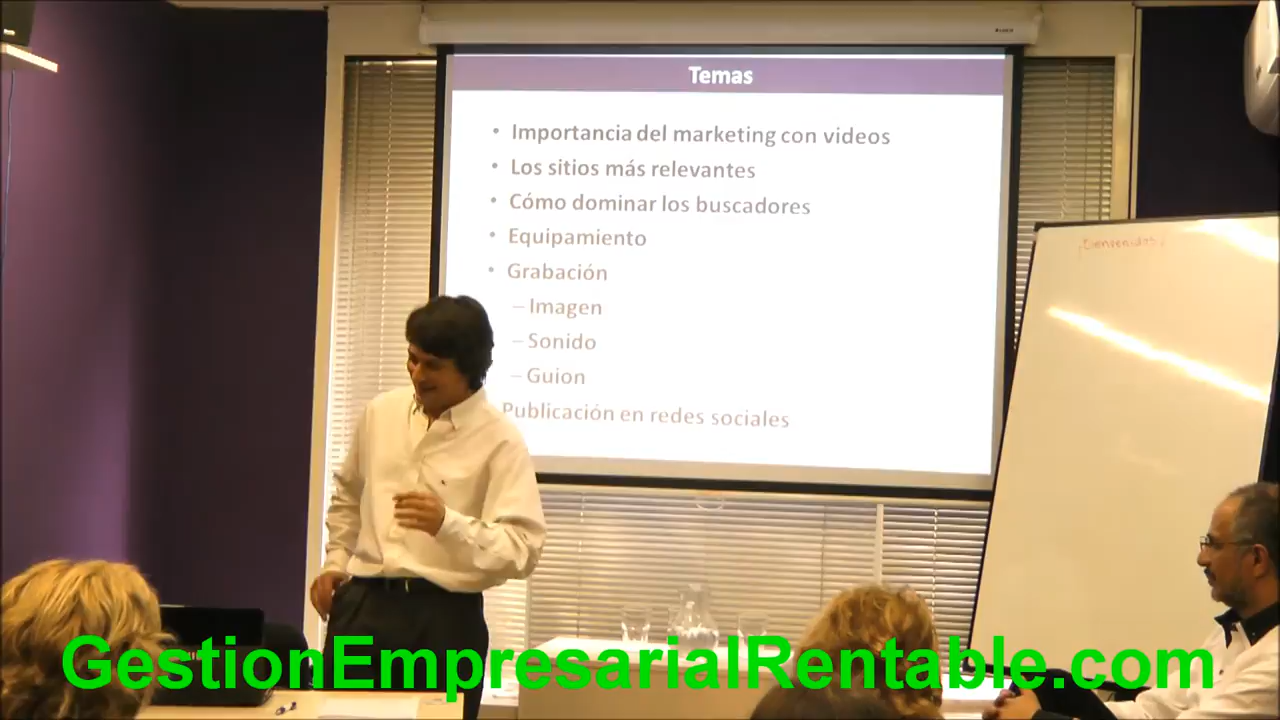 Temas
• Importancia del marketing con videos
• Los sitios más relevantes
• Cómo dominar los buscadores
• Equipamiento
• Grabación
– Imagen
– Sonido
– Guion
Publicación en redes sociales
¡Bienvenidos!
GestionEmpresarialRentable.com